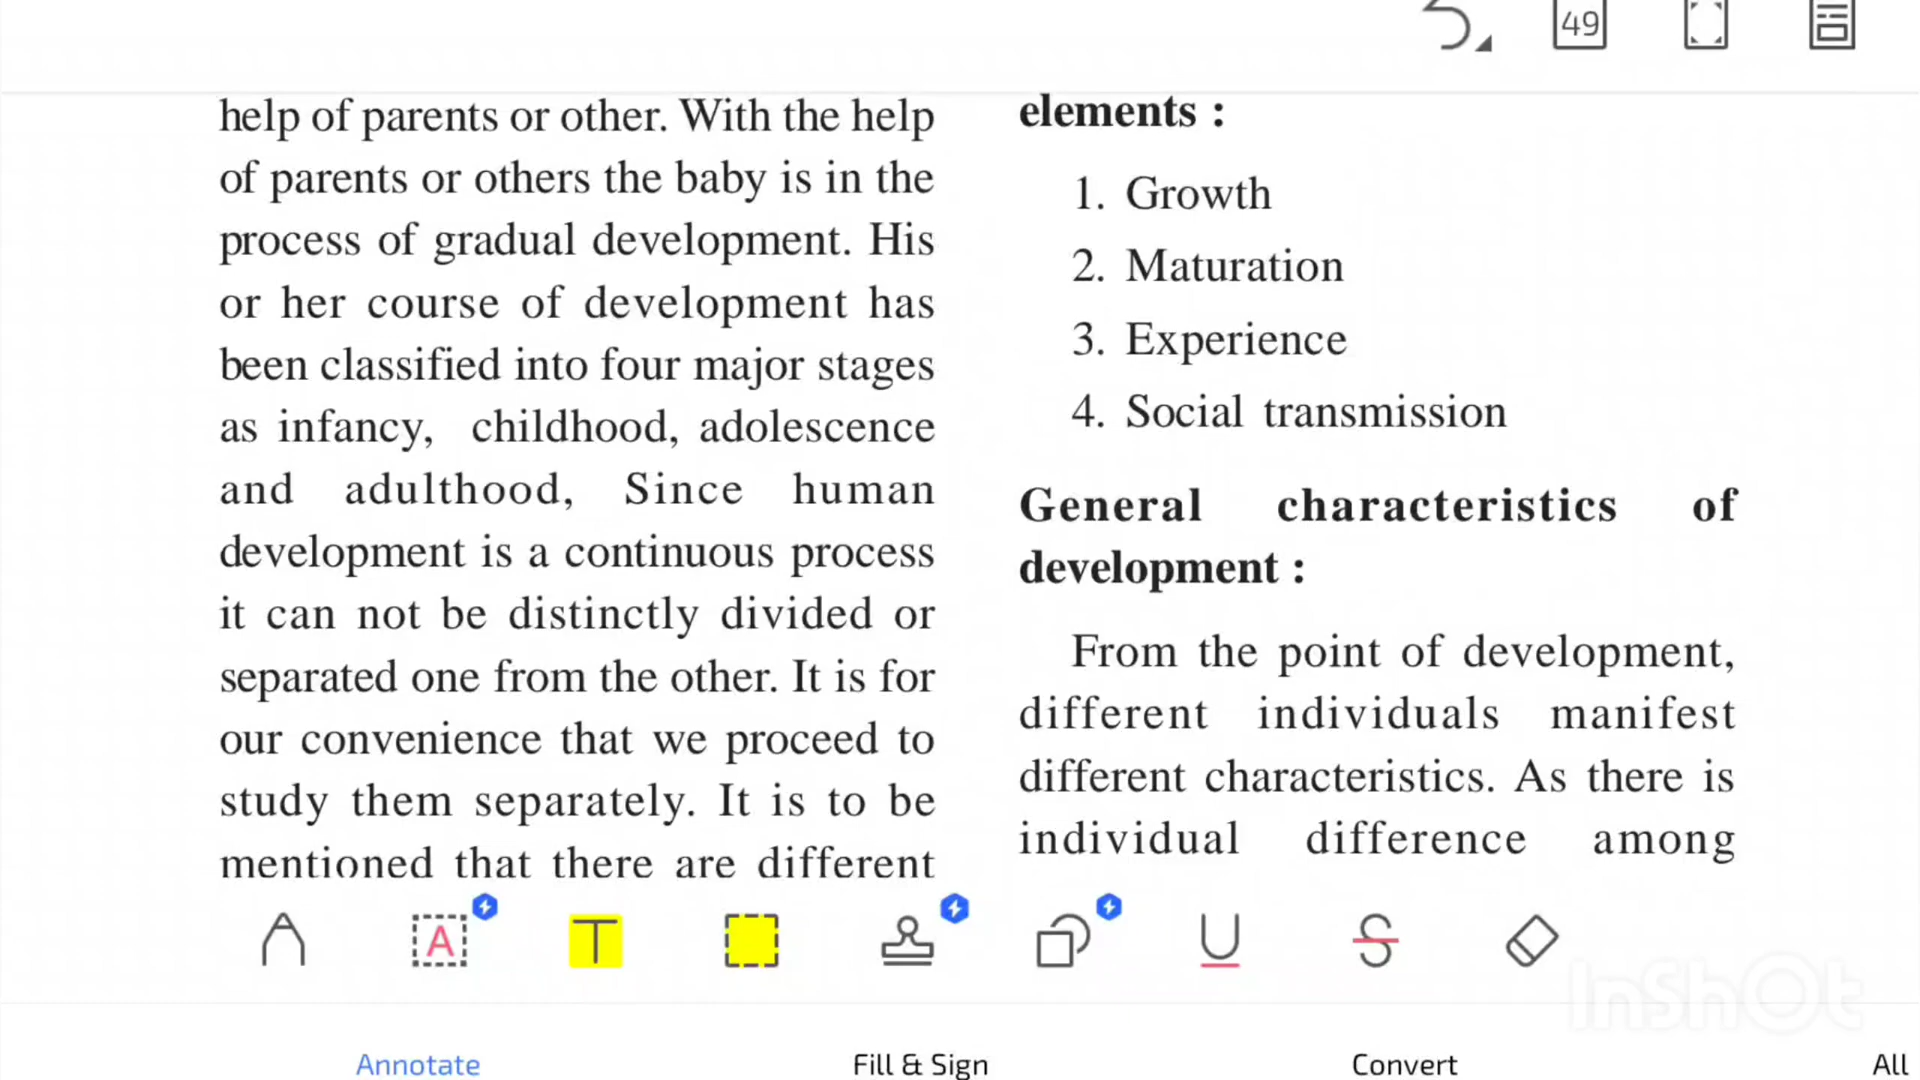 49
help of parents or other. With the help
of parents or others the baby is in the
process of gradual development. His
or her course of development has
been classified into four major stages
as infancy, childhood, adolescence
and adulthood, Since human
development is a continuous process
it can not be distinctly divided or
separated one from the other. It is for
our convenience that we proceed to
study them separately. It is to be
mentioned that there are different
elements :
1. Growth
2. Maturation
3. Experience
4. Social transmission
General characteristics of
development :
From the point of development,
different individuals manifest
different characteristics. As there is
individual difference among
A
T
U
S
InShOt
Annotate
Fill & Sign
Convert
All